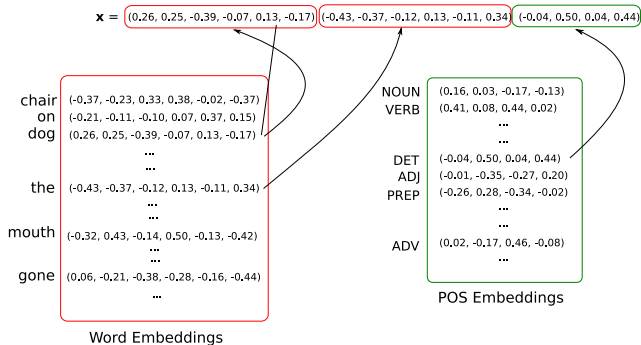 x = (0.26, 0.25, -0.39, -0.07, 0.13, -0.17) (-0.43, -0.37, -0.12, 0.13, -0.11, 0.34) (-0.04, 0.50, 0.04, 0.44)
chair (-0.37, -0.23, 0.33, 0.38, -0.02, -0.37)
on (-0.21, -0.11, -0.10, 0.07, 0.37, 0.15)
dog (0.26, 0.25, -0.39, -0.07, 0.13, -0.17)
...
...
the (-0.43, -0.37, -0.12, 0.13, -0.11, 0.34)
...
...
mouth (-0.32, 0.43, -0.14, 0.50, -0.13, -0.42)
...
...
gone (0.06, -0.21, -0.38, -0.28, -0.16, -0.44)
...
Word Embeddings
NOUN (0.16, 0.03, -0.17, -0.13)
VERB (0.41, 0.08, 0.44, 0.02)
...
...
DET (-0.04, 0.50, 0.04, 0.44)
ADJ (-0.01, -0.35, -0.27, 0.20)
PREP (-0.26, 0.28, -0.34, -0.02)
...
...
ADV (0.02, -0.17, 0.46, -0.08)
...
POS Embeddings